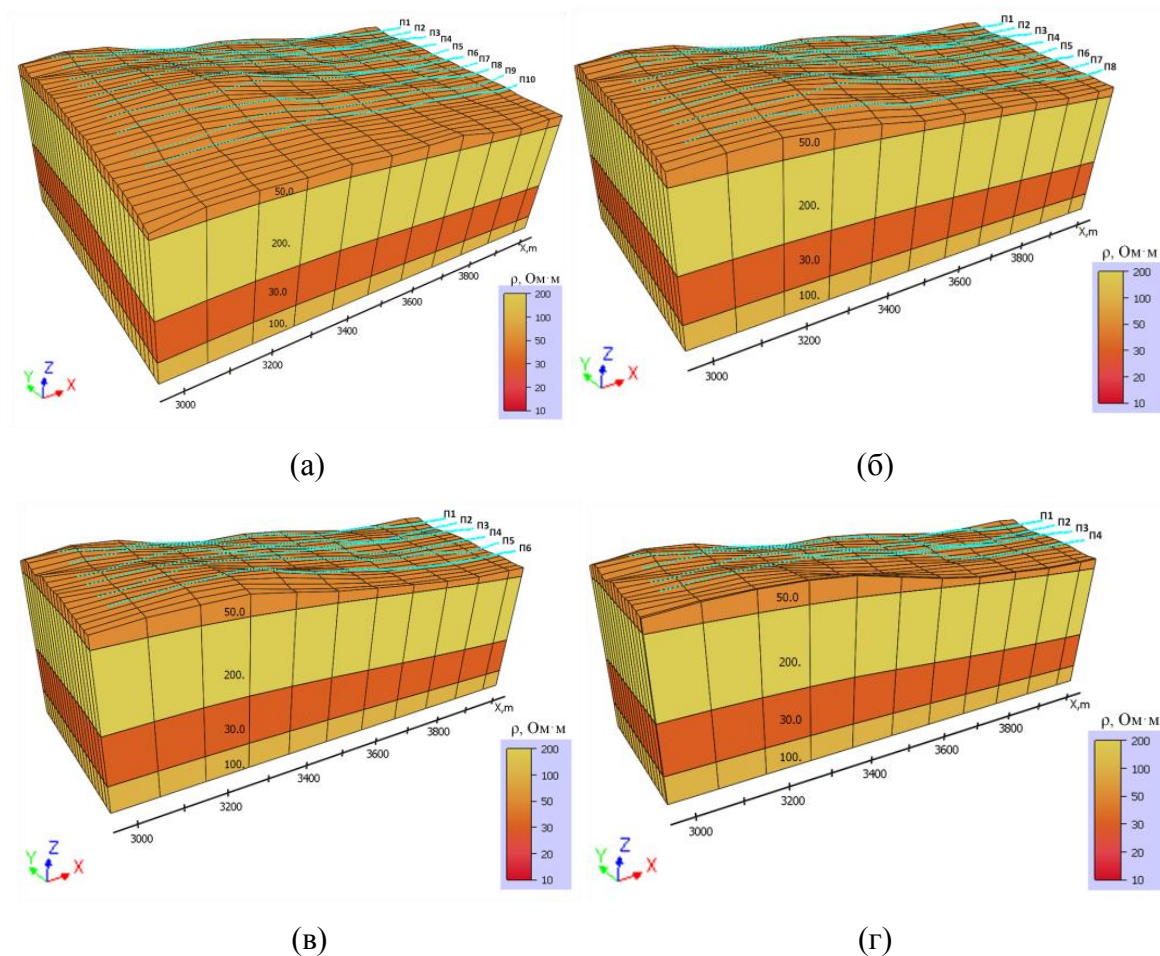 П1
П2
П3
П4
П5
П6
П7
П8
П9
П10
50.0
200.
30.0
100.
3000
3200
3400
3600
3800
X,m
ρ, Ом·м
200
100
50
30
20
10
Z
Y
X
(а)
П1
П2
П3
П4
П5
П6
П7
П8
50.0
200.
30.0
100.
3000
3200
3400
3600
3800
X,m
ρ, Ом·м
200
100
50
30
20
10
Z
Y
X
(б)
П1
П2
П3
П4
П5
П6
50.0
200.
30.0
100.
3000
3200
3400
3600
3800
X,m
ρ, Ом·м
200
100
50
30
20
10
Z
Y
X
(в)
П1
П2
П3
П4
50.0
200.
30.0
100.
3000
3200
3400
3600
3800
X,m
ρ, Ом·м
200
100
50
30
20
10
Z
Y
X
(г)